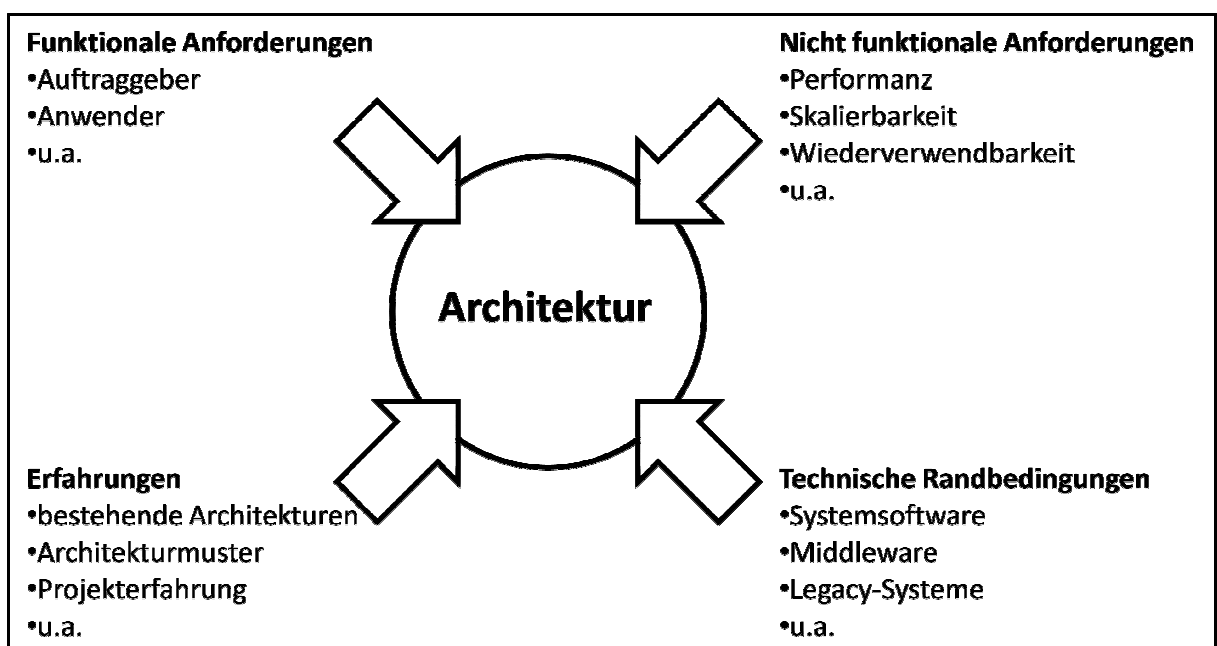 Funktionale Anforderungen
•Auftraggeber
•Anwender
•u.a.
Nicht funktionale Anforderungen
•Performanz
•Skalierbarkeit
•Wiederverwendbarkeit
•u.a.
Architektur
Erfahrungen
•bestehende Architekturen
•Architekturmuster
•Projekterfahrung
•u.a.
Technische Randbedingungen
•Systemsoftware
•Middleware
•Legacy-Systeme
•u.a.